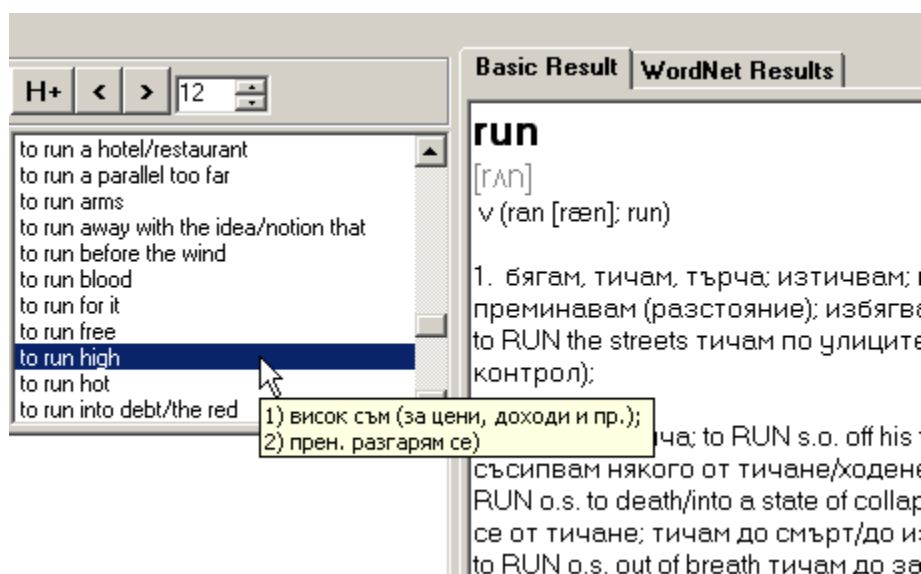 H+ < > 12
to run a hotel/restaurant
to run a parallel too far
to run arms
to run away with the idea/notion that
to run before the wind
to run blood
to run for it
to run free
to run high
to run hot
to run into debt/the red
1) висок съм (за цени, доходи и пр.);
2) прен. разгарям се)
Basic Result WordNet Results
run
[rʌn]
v (ran [ræn]; run)
1. бягам, тичам, търча; изтичвам;
преминавам (разстояние);
to RUN the streets тичам по улиците
контрол);
to RUN s.o. off his
съсипвам някого от тичане/ходене
RUN o.s. to death/into a state of
се от тичане; тичам до смърт/до
to RUN o.s. out of breath тичам до